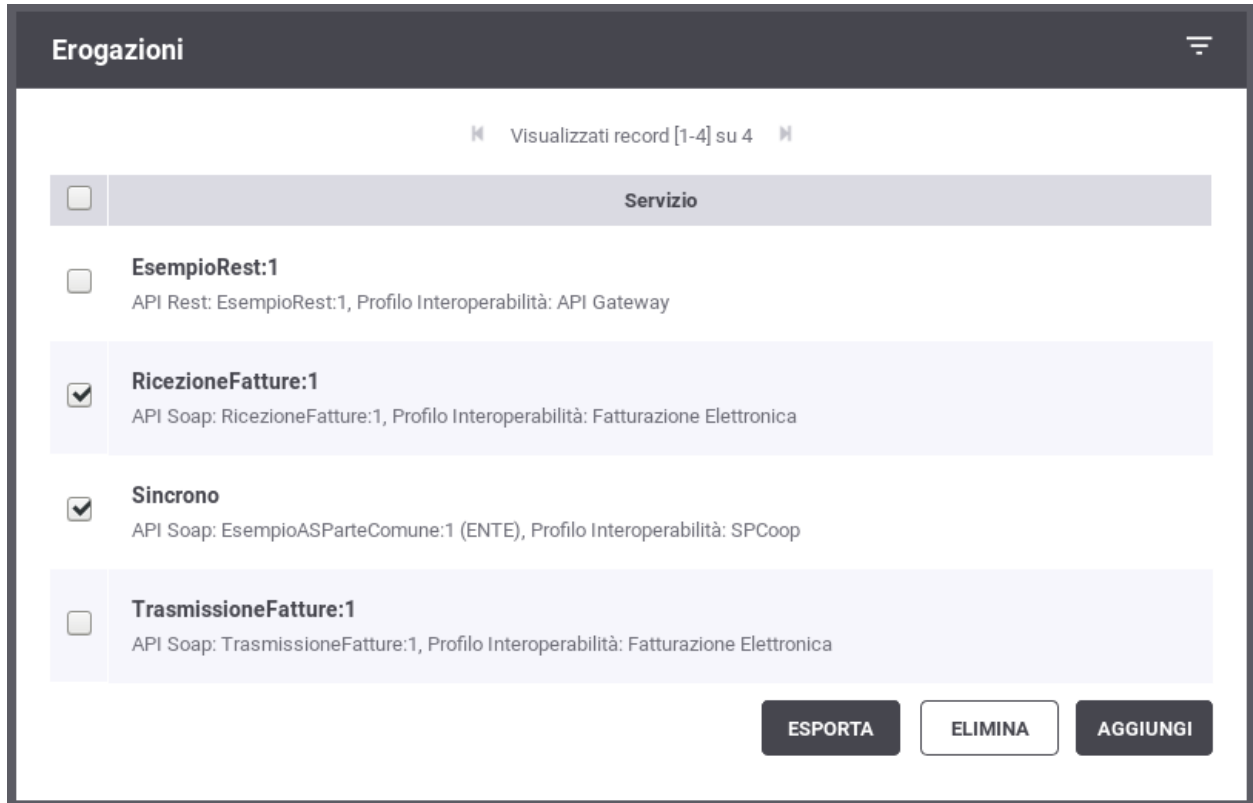 Erogazioni
Visualizzati record [1-4] su 4
Servizio
EsempioRest:1
API Rest: EsempioRest:1, Profilo Interoperabilità: API Gateway
RicezioneFatture:1
API Soap: RicezioneFatture:1, Profilo Interoperabilità: Fatturazione Elettronica
Sincrono
API Soap: EsempioASParteComune:1 (ENTE), Profilo Interoperabilità: SPCoop
TrasmissioneFatture:1
API Soap: TrasmissioneFatture:1, Profilo Interoperabilità: Fatturazione Elettronica
ESPORTA ELIMINA AGGIUNGI